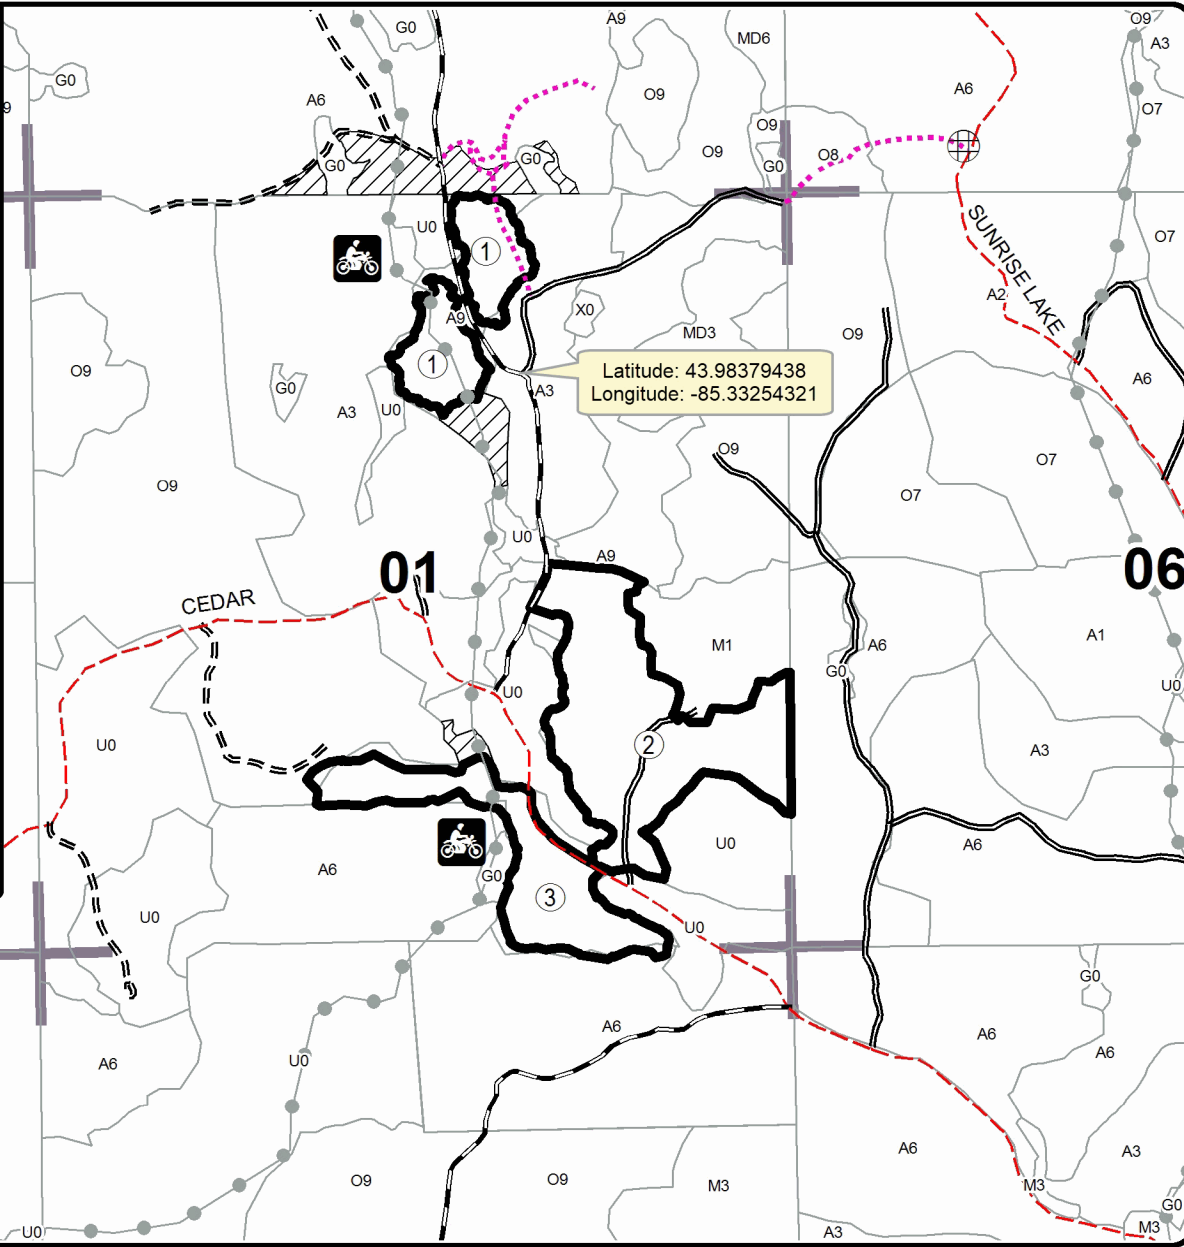 A9
O9
G0
MD6
A3
G0
A6
O9
A6
O7
9
O9
O9
G0
G0
G0
O8
U0
1
SUNRISE LAKE
O7
A2
X0
A9
MD3
O9
1
O9
Latitude: 43.98379438
Longitude: -85.33254321
A6
G0
A3
A3
U0
O9
O7
O9
O7
U0
A9
01
06
CEDAR
A1
M1
A6
G0
U0
U0
U0
2
A3
U0
A6
A6
G0
3
U0
U0
G0
A6
A6
A6
A6
U0
A6
A3
O9
O9
M3
M3
G0
M3
U0
A3